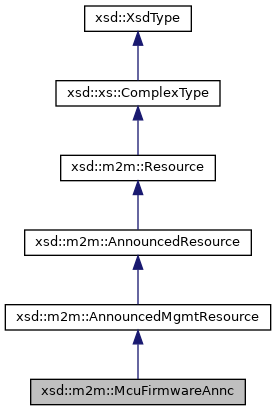 xsd::XsdType
xsd::xs::ComplexType
xsd::m2m::Resource
xsd::m2m::AnnouncedResource
xsd::m2m::AnnouncedMgmtResource
xsd::m2m::McuFirmwareAnnc